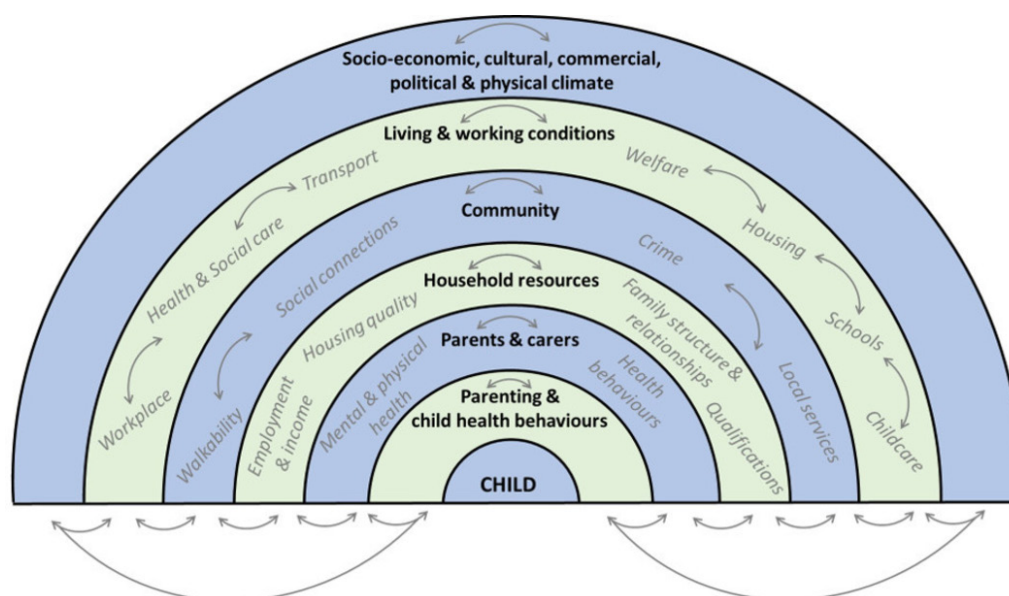 Socio-economic, cultural, commercial,
political & physical climate
Living & working conditions
Transport
Health & Social care
Workplace
Welfare
Housing
Schools
Childcare
Community
Social connections
Walkability
Crime
Local services
Household resources
Housing quality
Employment
& income
Family structure &
relationships
Qualifications
Parents & carers
Mental & physical
health
Health
behaviours
Parenting &
child health behaviours
CHILD